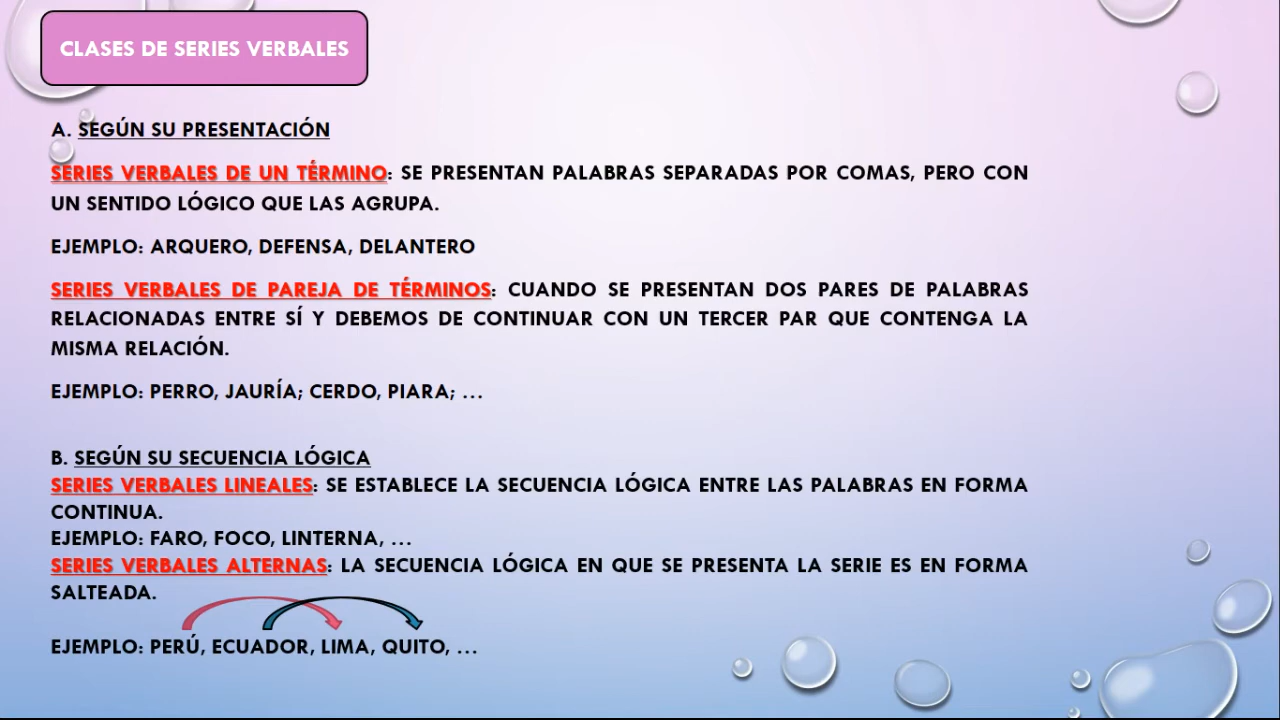 CLASES DE SERIES VERBALES
A. SEGÚN SU PRESENTACIÓN
SERIES VERBALES DE UN TÉRMINO: SE PRESENTAN PALABRAS SEPARADAS POR COMAS, PERO CON
UN SENTIDO LÓGICO QUE LAS AGRUPA.
EJEMPLO: ARQUERO, DEFENSA, DELANTERO
SERIES VERBALES DE PAREJA DE TÉRMINOS: CUANDO SE PRESENTAN DOS PARES DE PALABRAS
RELACIONADAS ENTRE SÍ Y DEBEMOS DE CONTINUAR CON UN TERCER PAR QUE CONTENGA LA
MISMA RELACIÓN.
EJEMPLO: PERRO, JAURÍA; CERDO, PIARA; …
B. SEGÚN SU SECUENCIA LÓGICA
SERIES VERBALES LINEALES: SE ESTABLECE LA SECUENCIA LÓGICA ENTRE LAS PALABRAS EN FORMA
CONTINUA.
EJEMPLO: FARO, FOCO, LINTERNA, …
SERIES VERBALES ALTERNAS: LA SECUENCIA LÓGICA EN QUE SE PRESENTA LA SERIE ES EN FORMA
SALTEADA.
EJEMPLO: PERÚ, ECUADOR, LIMA, QUITO, …